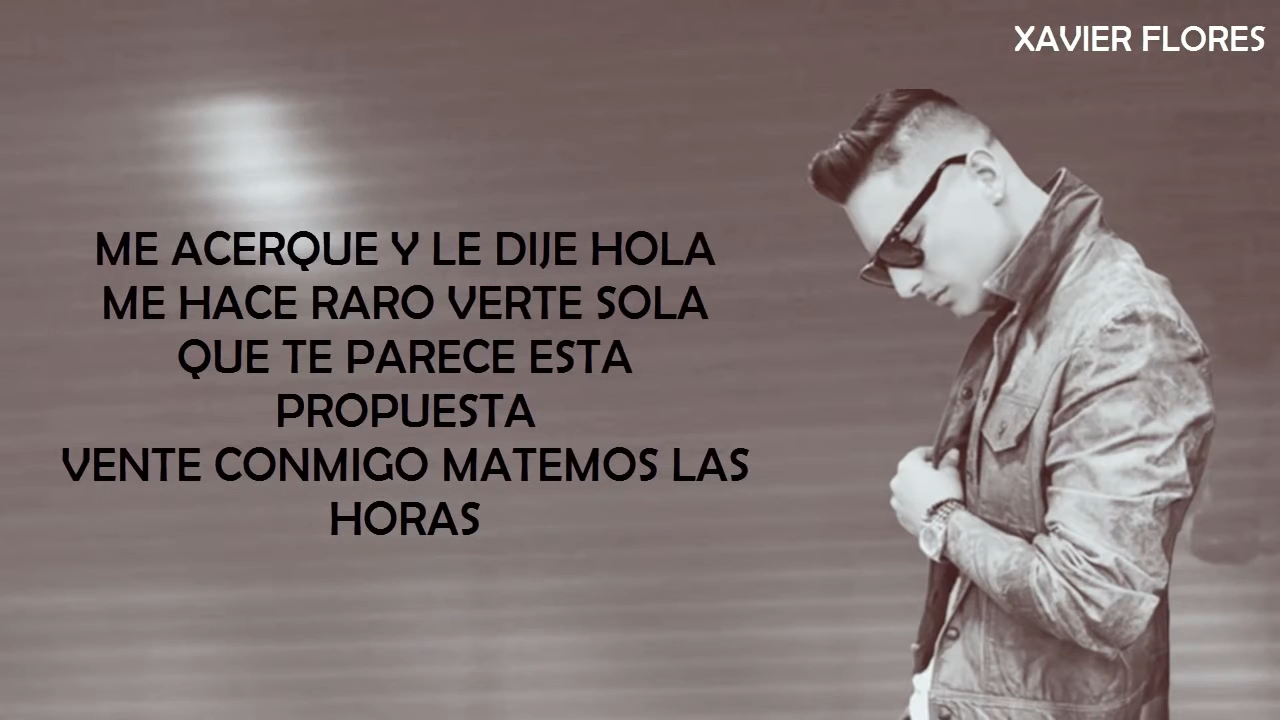 XAVIER FLORES
ME ACERQUE Y LE DIJE HOLA
ME HACE RARO VERTE SOLA
QUE TE PARECE ESTA
PROPUESTA
VENTE CONMIGO MATEMOS LAS
HORAS